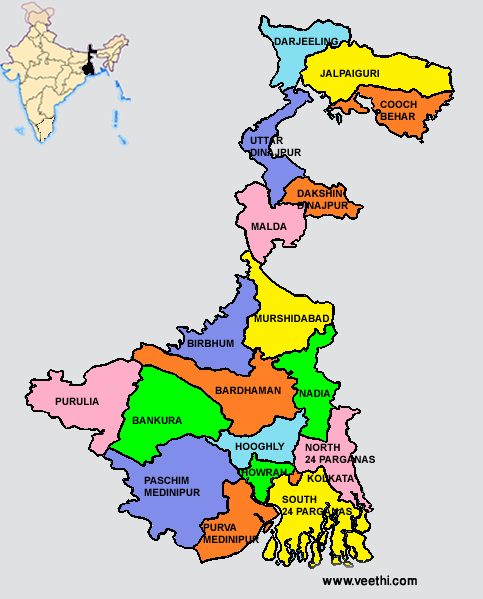 DARJEELING
JALPAIGURI
COOCH
BEHAR
UTTAR
DINAJPUR
DAKSHIN
DINAJPUR
MALDA
MURSHIDABAD
BIRBHUM
BARDHAMAN
NADIA
PURULIA
BANKURA
HOOGHLY
NORTH
24 PARGANAS
HOWRAH
KOLKATA
PASCHIM
MEDINIPUR
SOUTH
24 PARGANAS
PURVA
MEDINIPUR
www.veethi.com